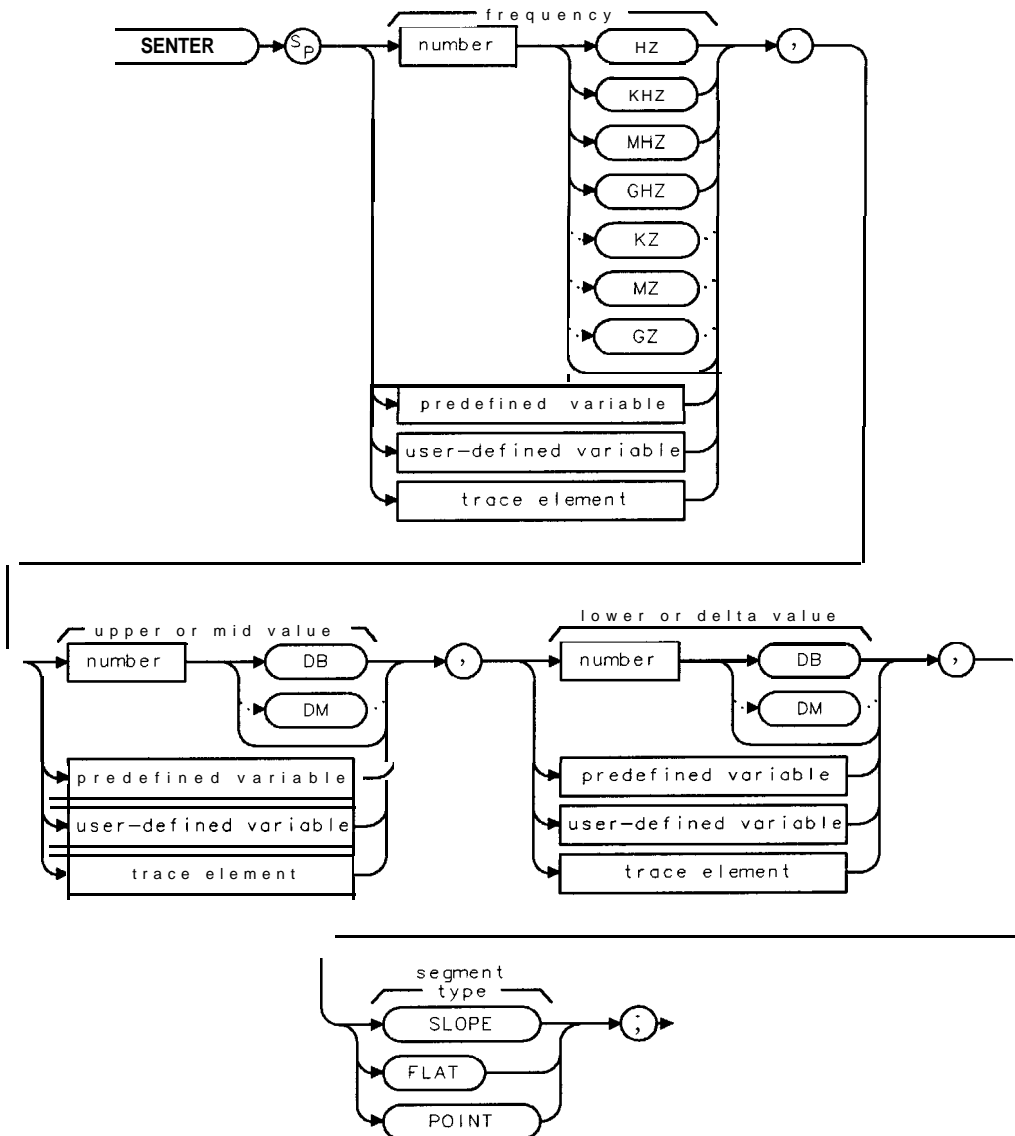 frequency
SENTER
SP
number
HZ
,
KHZ
MHZ
GHZ
KZ
MZ
GZ
predefined variable
user-defined variable
trace element
upper or mid value
number
DB
,
DM
predefined variable
user-defined variable
trace element
lower or delta value
number
DB
,
DM
predefined variable
user-defined variable
trace element
segment
type
SLOPE
;
FLAT
POINT